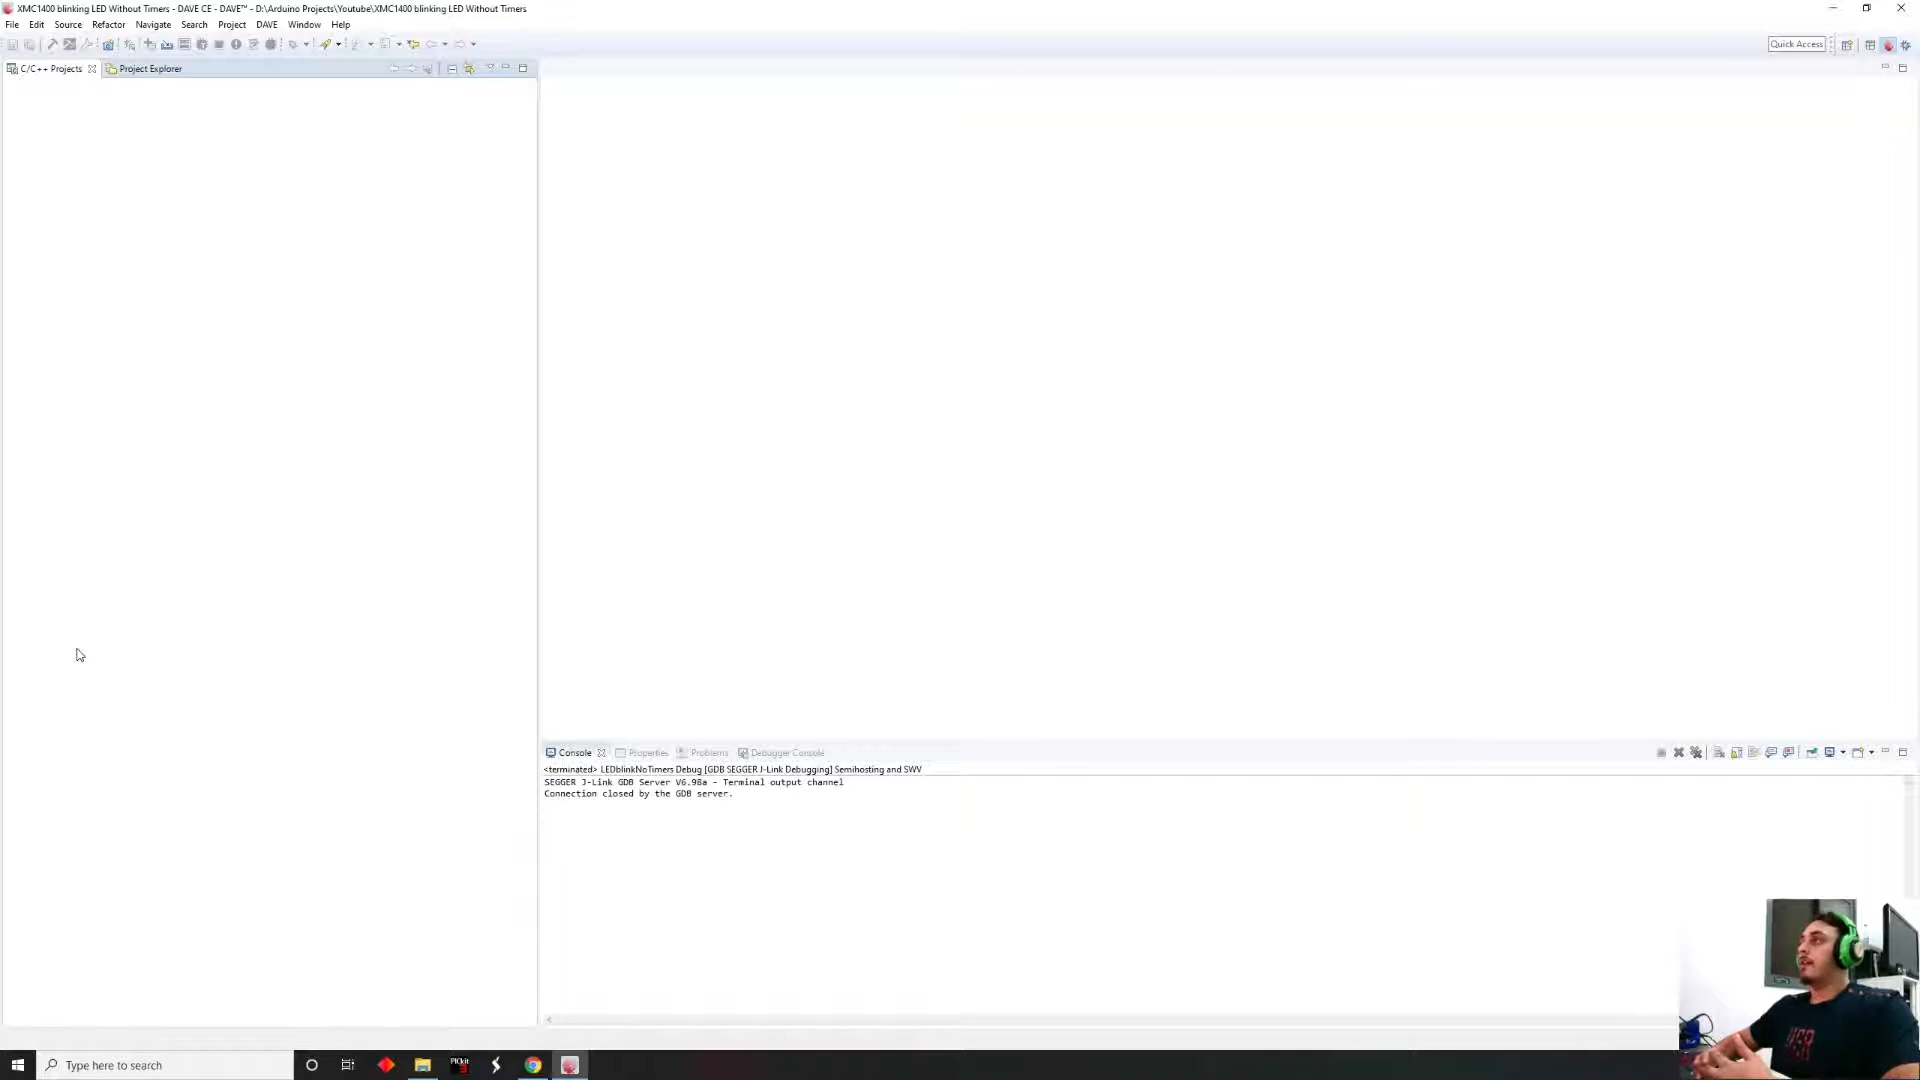 XMC1400 blinking LED Without Timers - DAVE CE - DAVE™ - D:\Arduino Projects\Youtube\XMC1400 blinking LED Without Timers
File Edit Source Refactor Navigate Search Project DAVE Window Help
Quick Access
C/C++ Projects Project Explorer
Console Properties Problems Debugger Console
<terminated> LEDblinkNoTimers Debug [GDB SEGGER J-Link Debugging] Semihosting and SWV
SEGGER J-Link GDB Server V6.98a - Terminal output channel
Connection closed by the GDB server.
Type here to search
PICkit
3